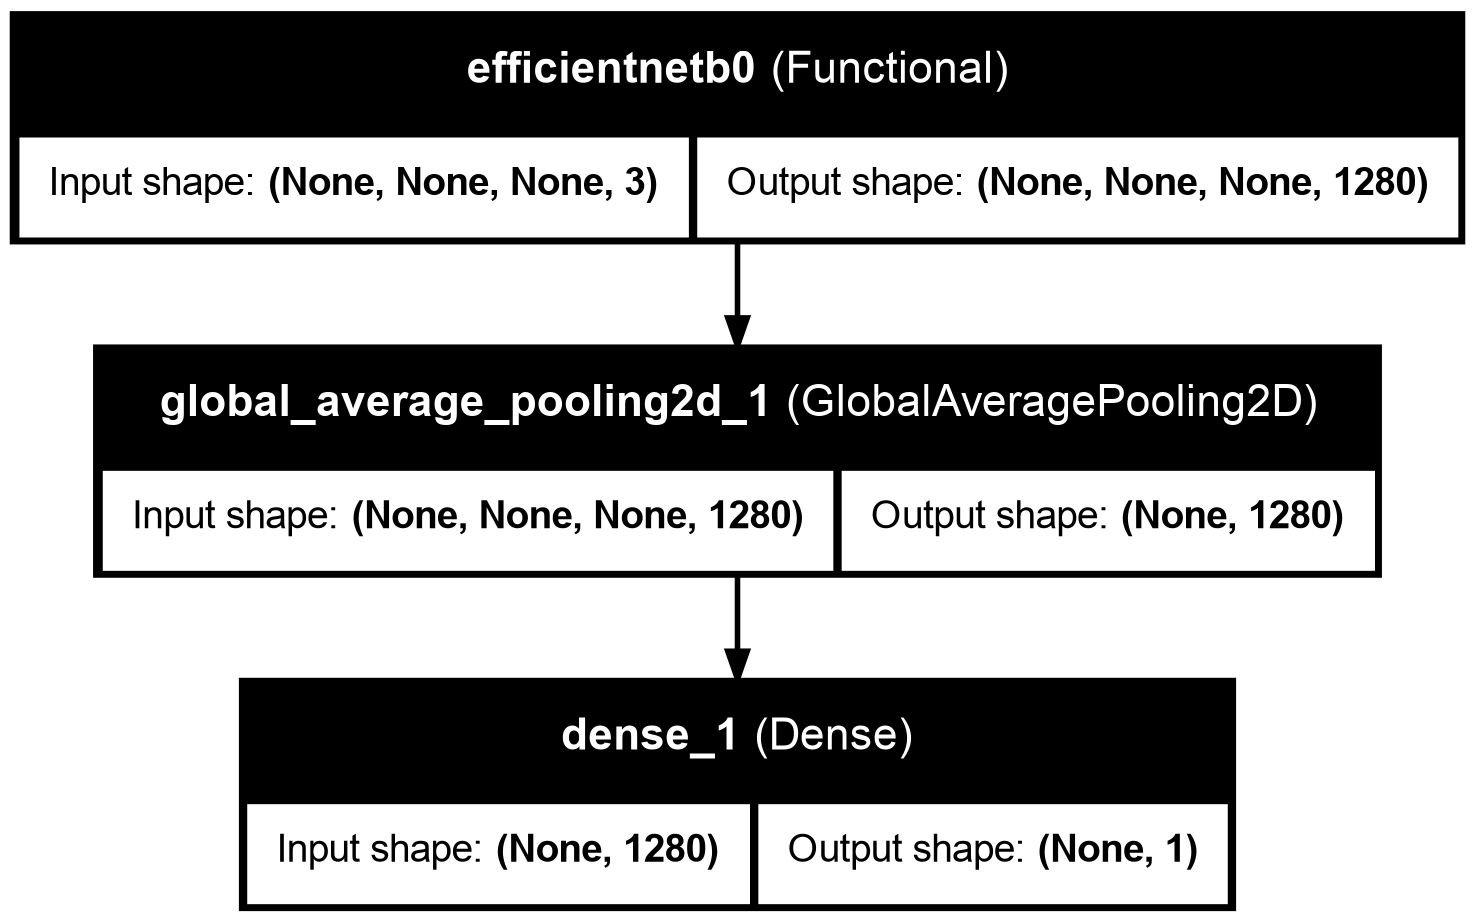 efficientnetb0 (Functional)
Input shape: (None, None, None, 3)
Output shape: (None, None, None, 1280)
global_average_pooling2d_1 (GlobalAveragePooling2D)
Input shape: (None, None, None, 1280)
Output shape: (None, 1280)
dense_1 (Dense)
Input shape: (None, 1280)
Output shape: (None, 1)